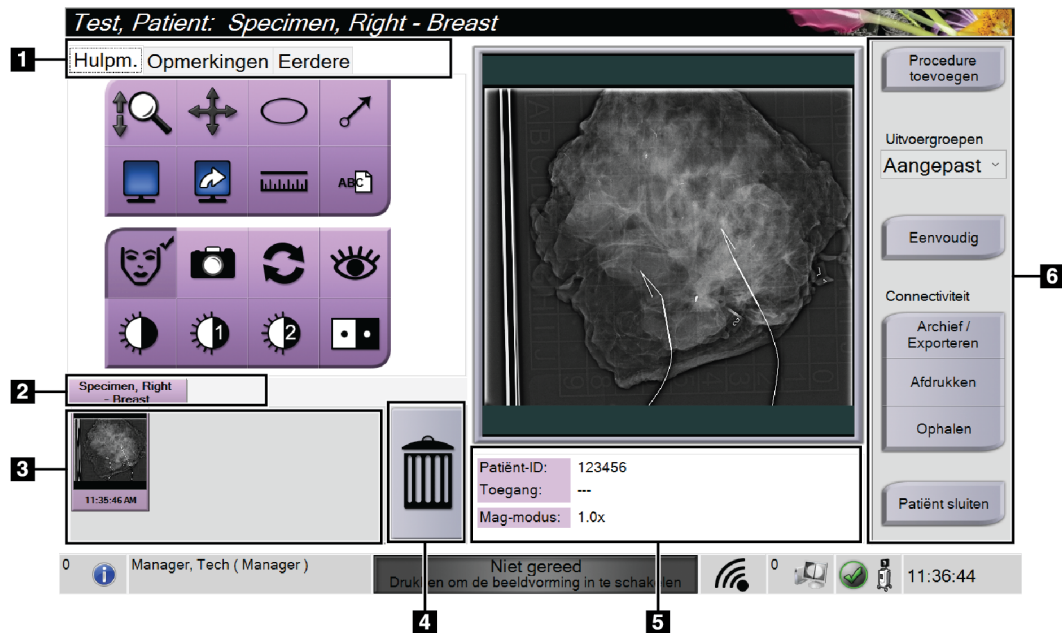 Test, Patient: Specimen, Right - Breast
1
Hulpm. Opmerkingen Eerdere
ABC
1
2
2
Specimen, Right
- Breast
3
11:35:46 AM
4
Patiënt-ID: 123456
Toegang: ---
Mag-modus: 1.0x
5
Procedure
toevoegen
Uitvoergroepen
Aangepast
Eenvoudig
6
Connectiviteit
Archief /
Exporteren
Afdrukken
Ophalen
Patiënt sluiten
0
Manager, Tech ( Manager )
Niet gereed
Drukken om de beeldvorming in te schakelen
0
11:36:44